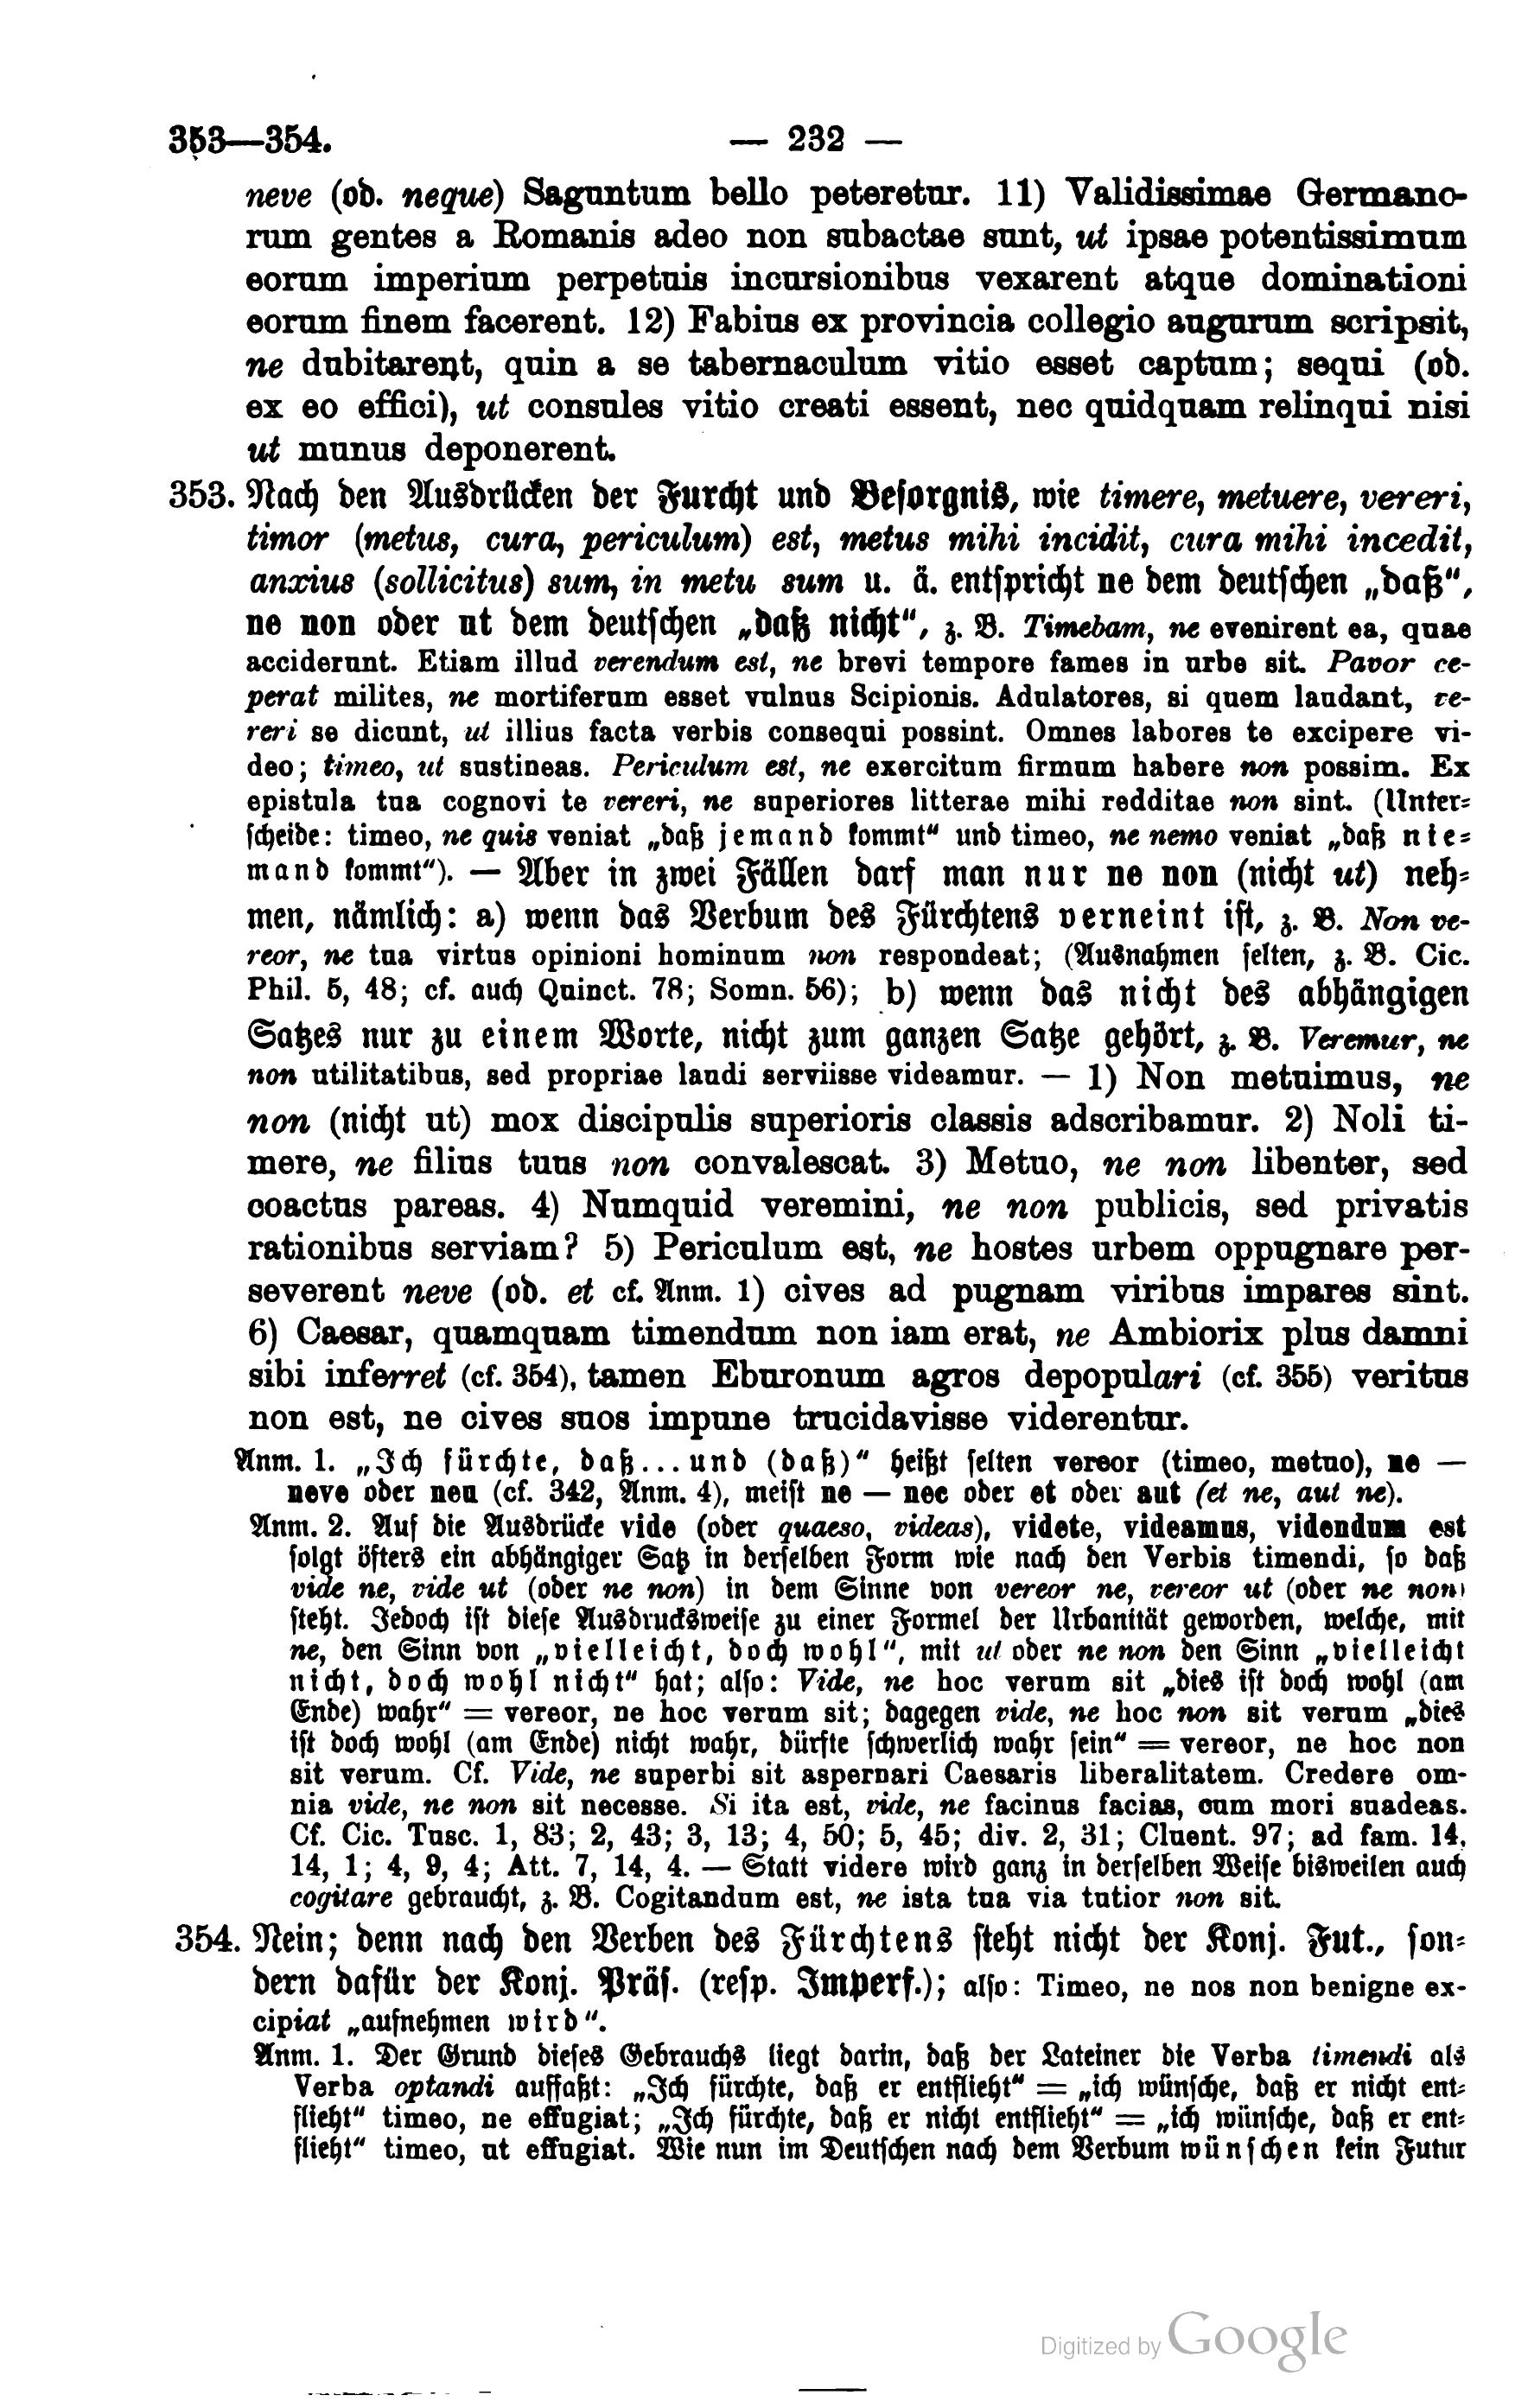 353—354. — 232 —
neve (od. neque) Saguntum bello peteretur. 11) Validissimae Germano-
rum gentes a Romanis adeo non subactae sunt, ut ipsae potentissimum
eorum imperium perpetuis incursionibus vexarent atque dominationi
eorum finem facerent. 12) Fabius ex provincia collegio augurum scripsit,
ne dubitarent, quin a se tabernaculum vitio esset captum; sequi (od.
ex eo effici), ut consules vitio creati essent, nec quidquam relinqui nisi
ut munus deponerent.
353. Nach den Ausdrücken der Furcht und Besorgnis, wie timere, metuere, vereri,
timor (metus, cura, periculum) est, metus mihi incidit, cura mihi incedit,
anxius (sollicitus) sum, in metu sum u. ä. entspricht ne dem deutschen „daß“,
ne non oder ut dem deutschen „daß nicht“, z. B. Timebam, ne evenirent ea, quae
acciderunt. Etiam illud verendum est, ne brevi tempore fames in urbe sit. Pavor ce-
perat milites, ne mortiferum esset vulnus Scipionis. Adulatores, si quem laudant, ve-
reri se dicunt, ut illius facta verbis consequi possint. Omnes labores te excipere vi-
deo; timeo, ut sustineas. Periculum est, ne exercitum firmum habere non possim. Ex
epistula tua cognovi te vereri, ne superiores litterae mihi redditae non sint. (Unter-
scheide: timeo, ne quis veniat „daß jemand kommt“ und timeo, ne nemo veniat „daß nie-
mand kommt“). — Aber in zwei Fällen darf man nur ne non (nicht ut) neh-
men, nämlich: a) wenn das Verbum des Fürchtens verneint ist, z. B. Non ve-
reor, ne tua virtus opinioni hominum non respondeat; (Ausnahmen selten, z. B. Cic.
Phil. 5, 48; cf. auch Quinct. 78; Somn. 56); b) wenn das nicht des abhängigen
Satzes nur zu einem Worte, nicht zum ganzen Satze gehört, z. B. Veremur, ne
non utilitatibus, sed propriae laudi serviisse videamur. — 1) Non metuimus, ne
non (nicht ut) mox discipulis superioris classis adscribamur. 2) Noli ti-
mere, ne filius tuus non convalescat. 3) Metuo, ne non libenter, sed
coactus pareas. 4) Numquid veremini, ne non publicis, sed privatis
rationibus serviam? 5) Periculum est, ne hostes urbem oppugnare per-
severent neve (od. et cf. Anm. 1) cives ad pugnam viribus impares sint.
6) Caesar, quamquam timendum non iam erat, ne Ambiorix plus damni
sibi inferret (cf. 354), tamen Eburonum agros depopulari (cf. 355) veritus
non est, ne cives suos impune trucidavisse viderentur.
Anm. 1. „Ich fürchte, daß... und (daß)“ heißt selten vereor (timeo, metuo), ne —
neve oder neu (cf. 342, Anm. 4), meist ne — nec oder et oder aut (et ne, aut ne).
Anm. 2. Auf die Ausdrücke vide (oder quaeso, videas), videte, videamus, videndum est
folgt öfters ein abhängiger Satz in derselben Form wie nach den Verbis timendi, so daß
vide ne, vide ut (oder ne non) in dem Sinne von vereor ne, vereor ut (oder ne non)
steht. Jedoch ist diese Ausdrucksweise zu einer Formel der Urbanität geworden, welche, mit
ne, den Sinn von „vielleicht, doch wohl“, mit ut oder ne non den Sinn „vielleicht
nicht, doch wohl nicht“ hat; also: Vide, ne hoc verum sit „dies ist doch wohl (am
Ende) wahr“ = vereor, ne hoc verum sit; dagegen vide, ne hoc non sit verum „dies
ist doch wohl (am Ende) nicht wahr, dürfte schwerlich wahr sein“ = vereor, ne hoc non
sit verum. Cf. Vide, ne superbi sit aspernari Caesaris liberalitatem. Credere om-
nia vide, ne non sit necesse. Si ita est, vide, ne facinus facias, cum mori suadeas.
Cf. Cic. Tusc. 1, 83; 2, 43; 3, 13; 4, 50; 5, 45; div. 2, 31; Cluent. 97; ad fam. 14,
14, 1; 4, 9, 4; Att. 7, 14, 4. — Statt videre wird ganz in derselben Weise bisweilen auch
cogitare gebraucht, z. B. Cogitandum est, ne ista tua via tutior non sit.
354. Nein; denn nach den Verben des Fürchtens steht nicht der Konj. Fut., son-
dern dafür der Konj. Präs. (resp. Imperf.); also: Timeo, ne nos non benigne ex-
cipiat „aufnehmen wird“.
Anm. 1. Der Grund dieses Gebrauchs liegt darin, daß der Lateiner die Verba timendi als
Verba optandi auffaßt: „Ich fürchte, daß er entflieht“ = „ich wünsche, daß er nicht ent-
flieht“ timeo, ne effugiat; „Ich fürchte, daß er nicht entflieht“ = „ich wünsche, daß er ent-
flieht“ timeo, ut effugiat. Wie nun im Deutschen nach dem Verbum wünschen kein Futur
Digitized by Google